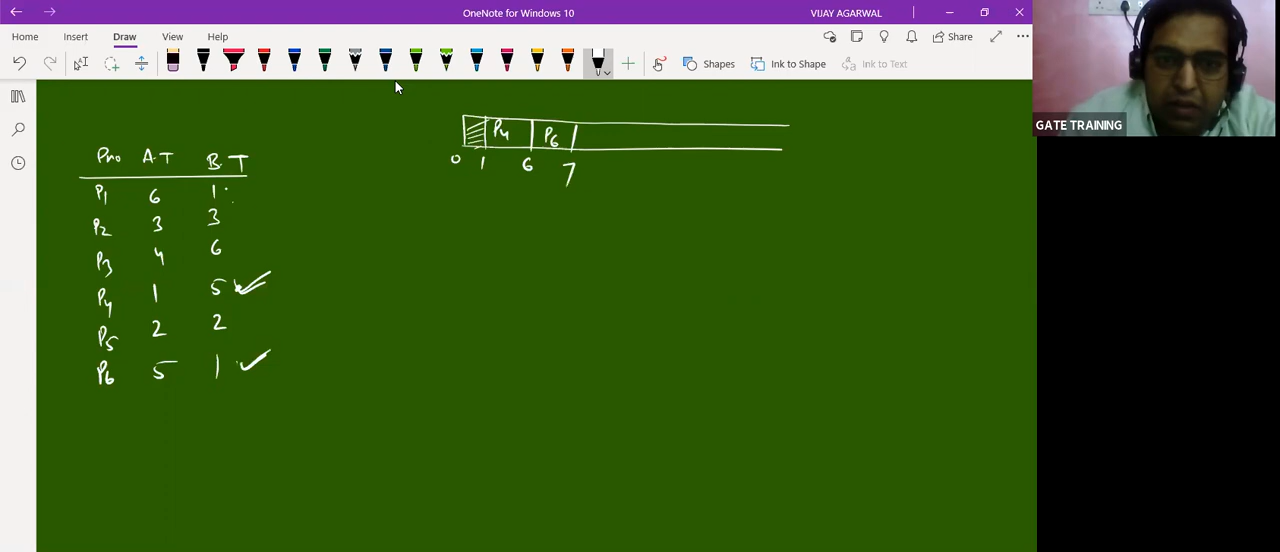 OneNote for Windows 10
VIJAY AGARWAL
Home Insert Draw View Help
Share
Shapes Ink to Shape Ink to Text
GATE TRAINING
P4 P6
0 1 6 7
Pro A.T B.T
P1 6 1
P2 3 3
P3 4 6
P4 1 5
P5 2 2
P6 5 1